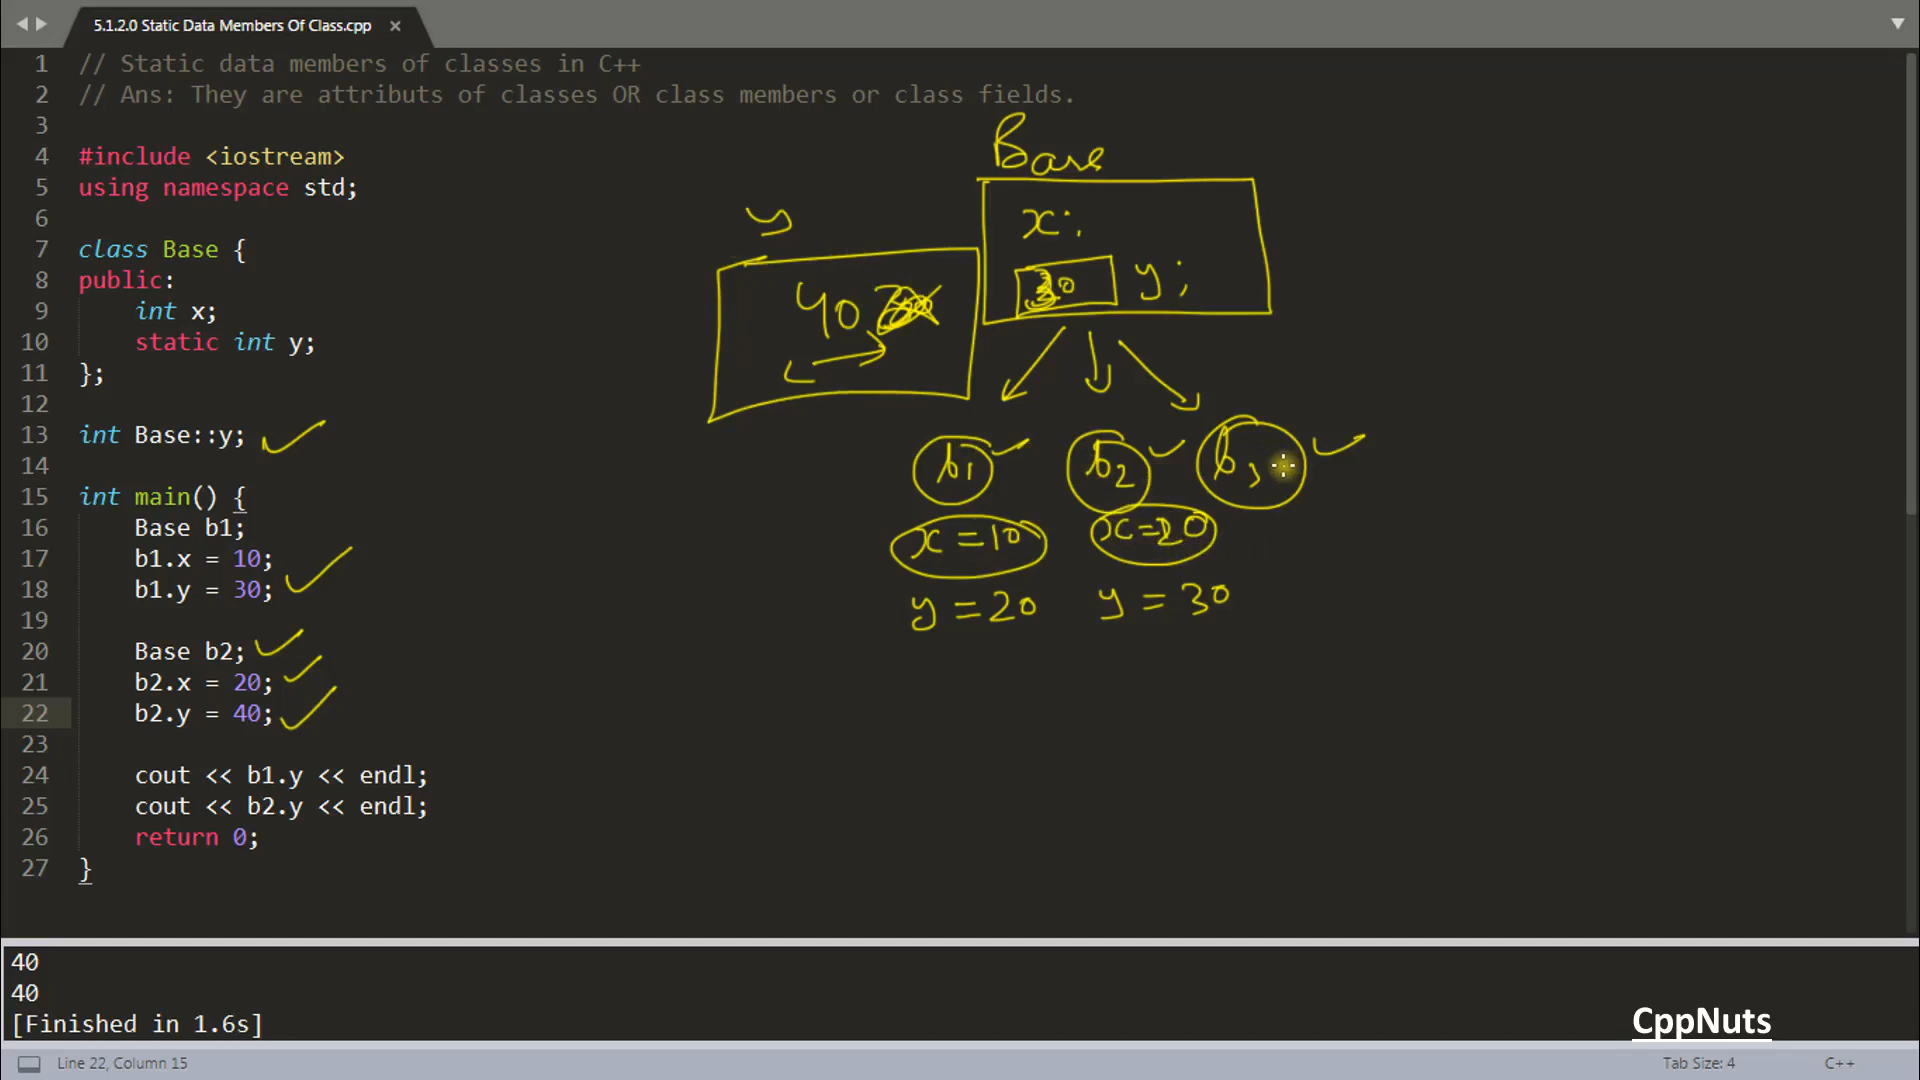 5.1.2.0 Static Data Members Of Class.cpp ×
1 // Static data members of classes in C++
2 // Ans: They are attributs of classes OR class members or class fields.
3
4 #include <iostream>
5 using namespace std;
6
7 class Base {
8 public:
9 int x;
10 static int y;
11 };
12
13 int Base::y;
14
15 int main() {
16 Base b1;
17 b1.x = 10;
18 b1.y = 30;
19
20 Base b2;
21 b2.x = 20;
22 b2.y = 40;
23
24 cout << b1.y << endl;
25 cout << b2.y << endl;
26 return 0;
27 }
Base
x;
y
30 y;
40
b1 b2 b3
x=10 x=20
y=20 y=30
40
40
[Finished in 1.6s]
CppNuts
Line 22, Column 15 Tab Size: 4 C++